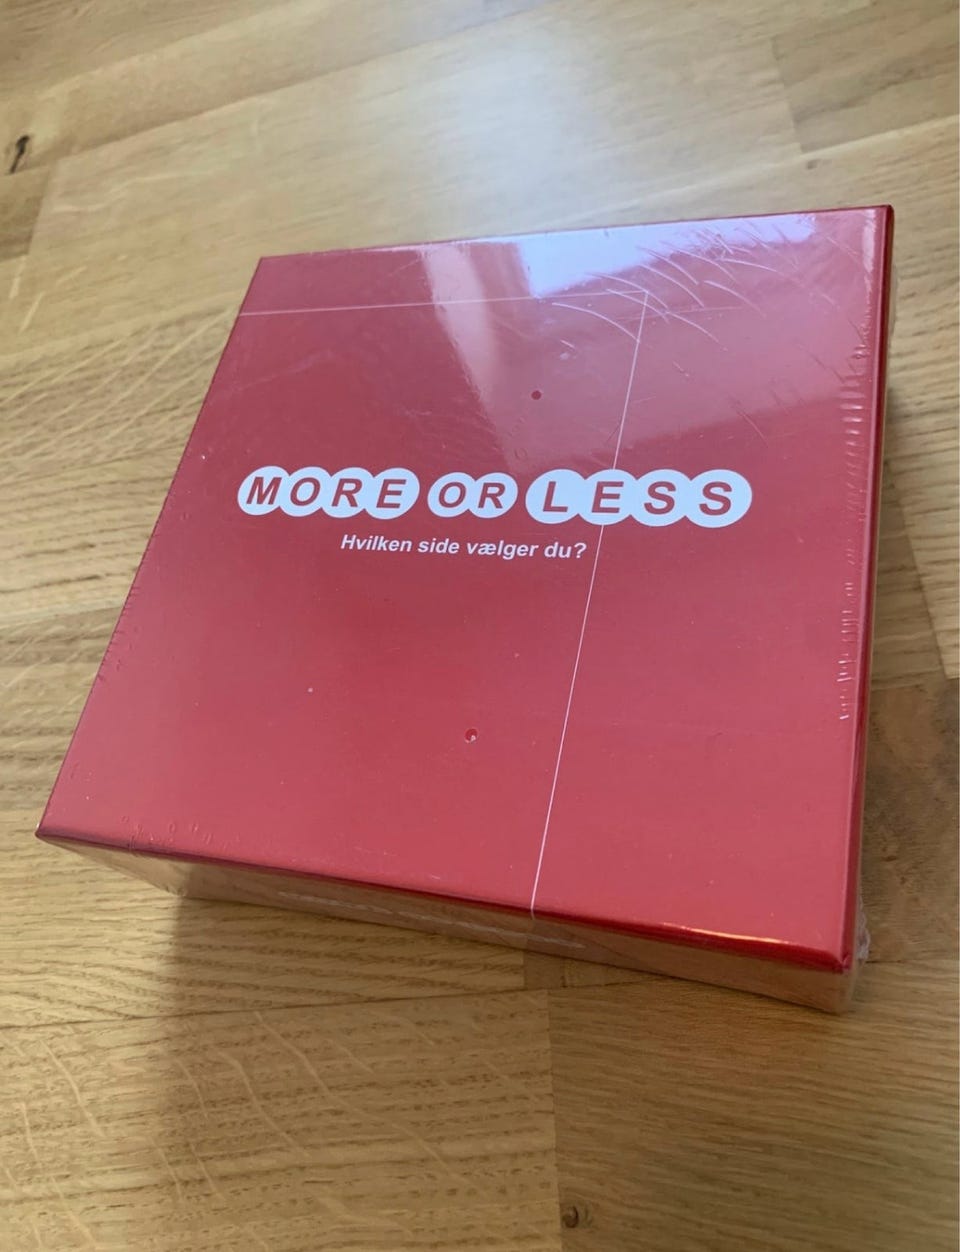 MORE OR LESS
Hvilken side vælger du?